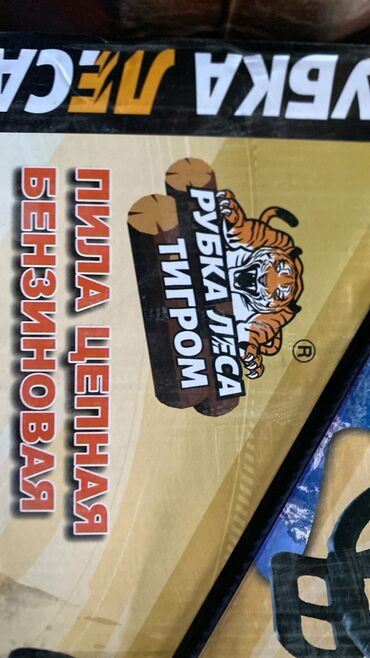 УБКА ЛЕСА
РУБКА ЛЕСА
ТИГРОМ
®
ПИЛА ЦЕПНАЯ
БЕНЗИНОВАЯ